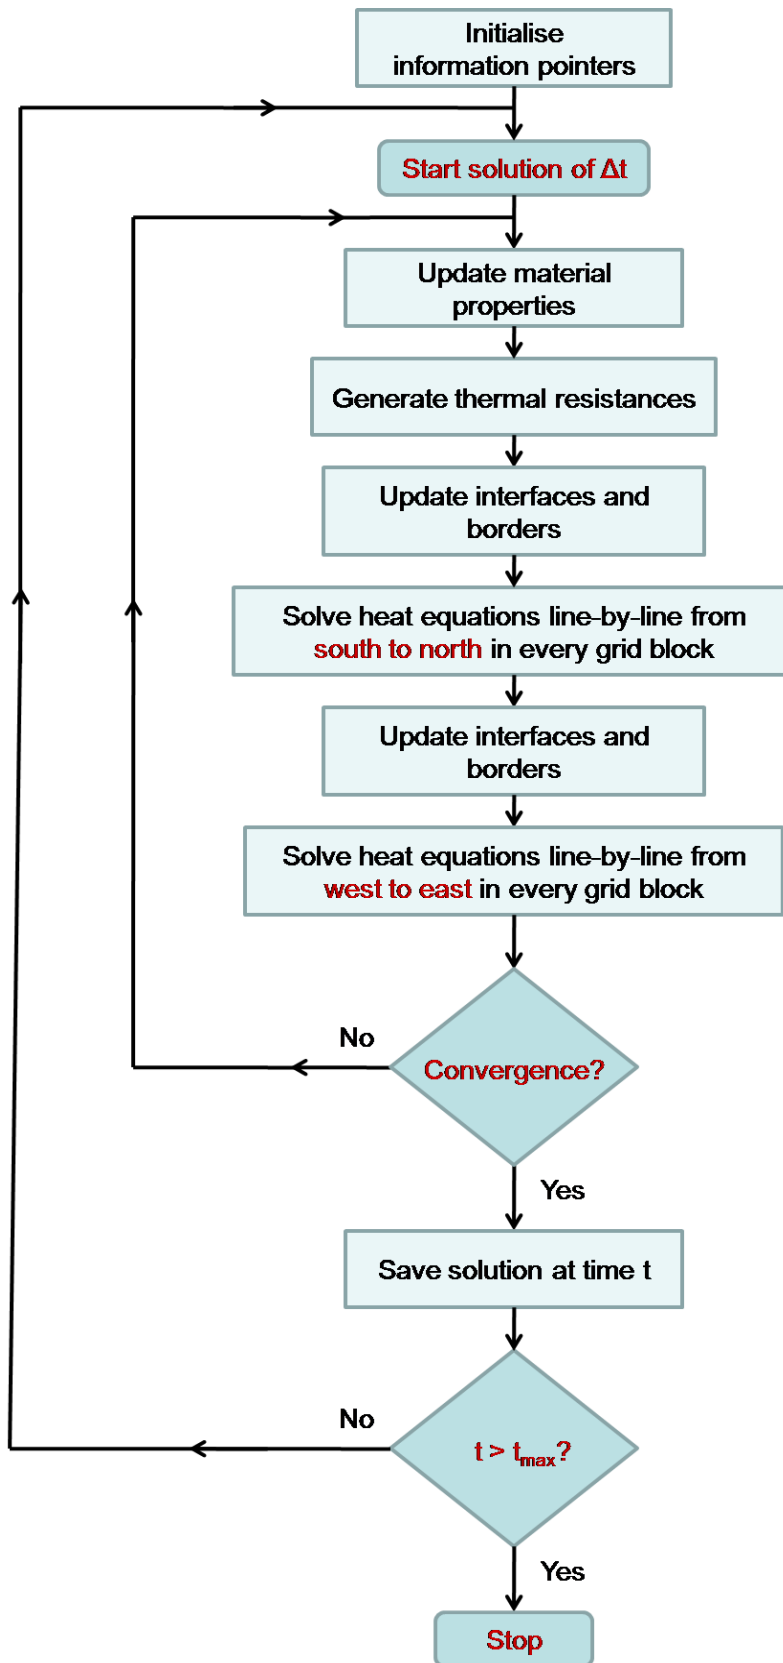 Initialise
information pointers
Start solution of Δt
Update material
properties
Generate thermal resistances
Update interfaces and
borders
Solve heat equations line-by-line from
south to north in every grid block
Update interfaces and
borders
Solve heat equations line-by-line from
west to east in every grid block
No
Convergence?
Yes
Save solution at time t
No
t > tmax?
Yes
Stop